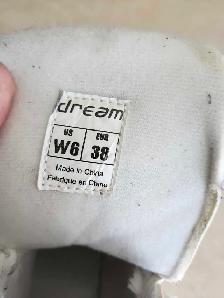 dream
US EUR
W6 38
Made in China
Fabriqué en Chine